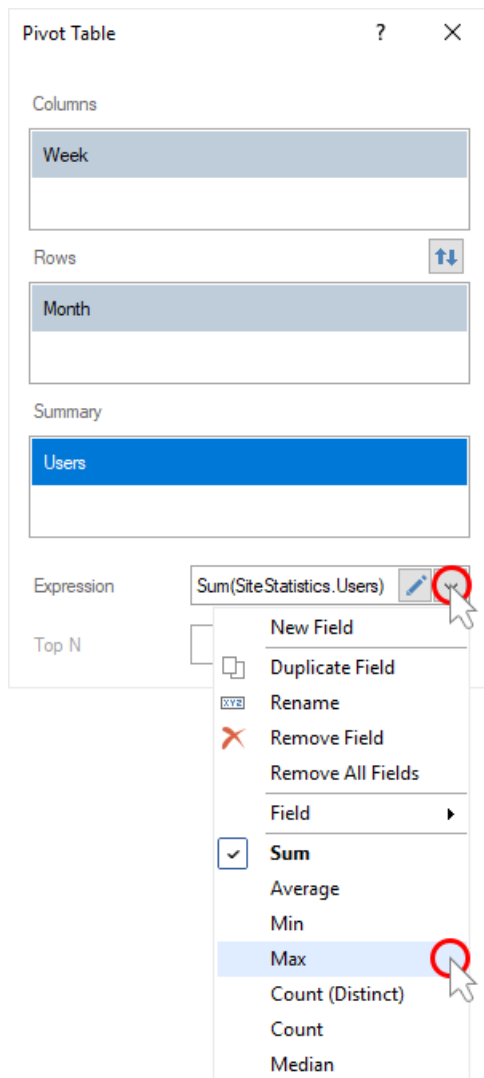 Pivot Table ?
Columns
Week
Rows
Month
Summary
Users
Expression Sum(SiteStatistics.Users)
Top N
New Field
Duplicate Field
XYZ Rename
Remove Field
Remove All Fields
Field
Sum
Average
Min
Max
Count (Distinct)
Count
Median